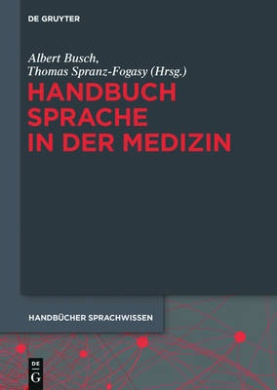 DE GRUYTER
Albert Busch,
Thomas Spranz-Fogasy (Hrsg.)
HANDBUCH
SPRACHE
IN DER MEDIZIN
HANDBÜCHER SPRACHWISSEN
DE
G